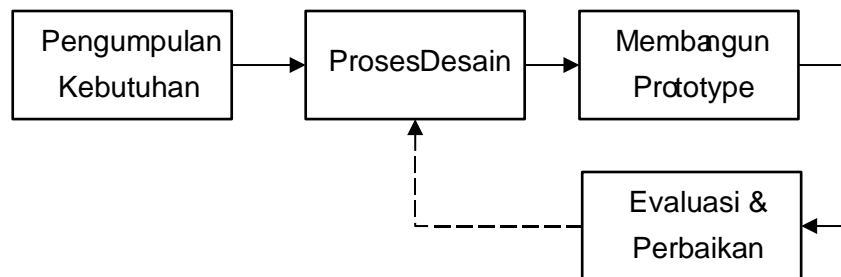 Pengumpulan
Kebutuhan
ProsesDesain
Membangun
Prototype
Evaluasi &
Perbaikan